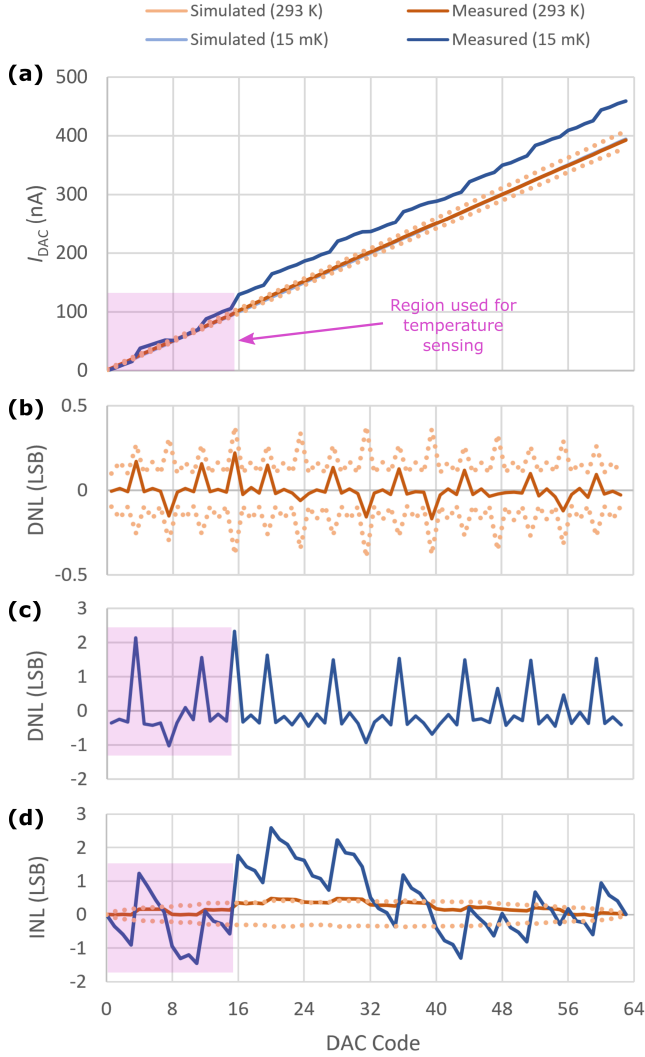 Simulated (293 K) Measured (293 K)
Simulated (15 mK) Measured (15 mK)
(a)
500
400
300
200
100
0
I_DAC (nA)
Region used for
temperature
sensing
(b)
0.5
0
-0.5
DNL (LSB)
(c)
3
2
1
0
-1
-2
DNL (LSB)
(d)
3
2
1
0
-1
-2
INL (LSB)
0 8 16 24 32 40 48 56 64
DAC Code